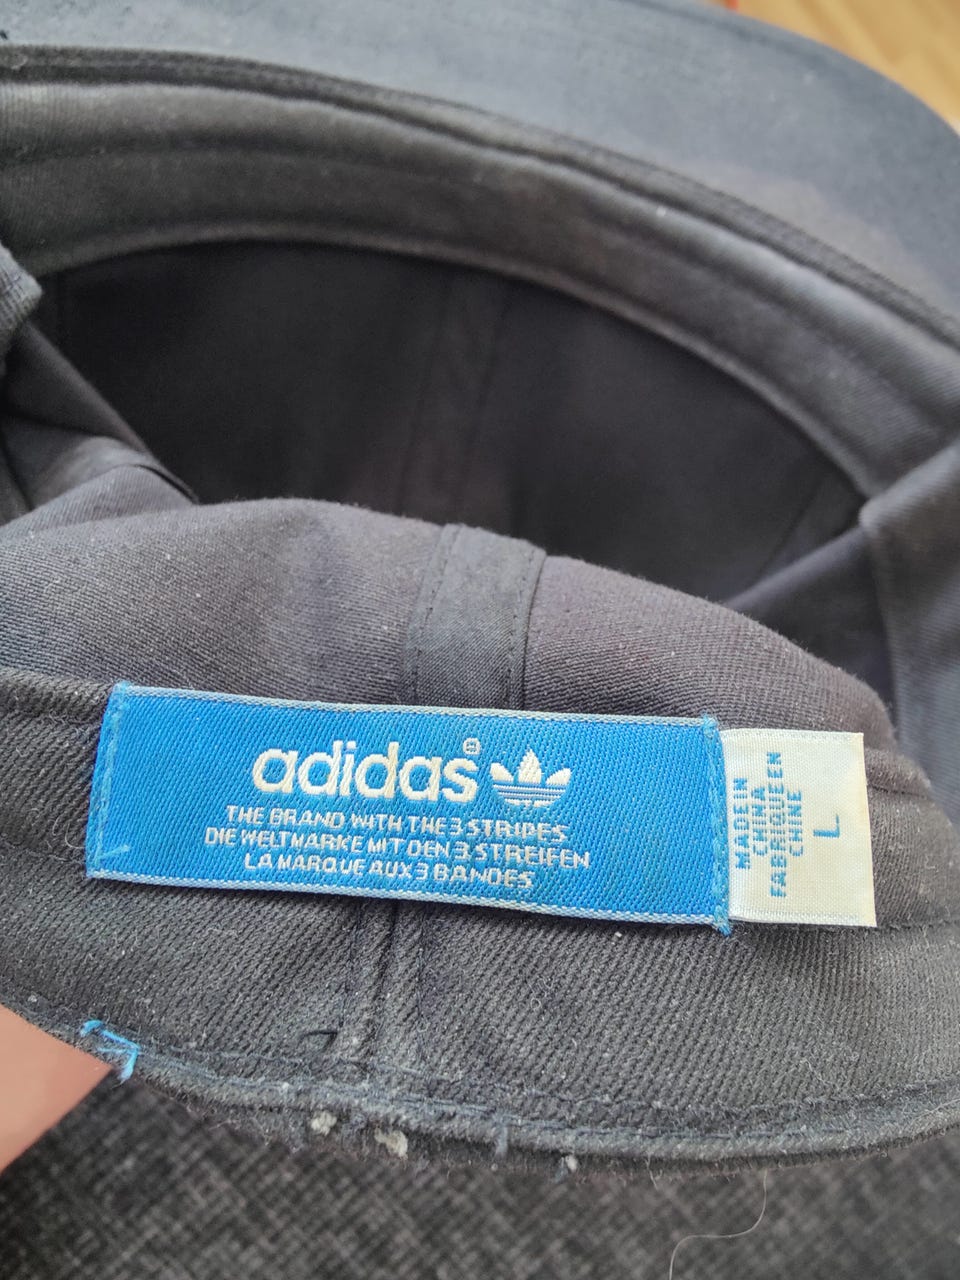 adidas®
THE BRAND WITH THE 3 STRIPES
DIE WELTMARKE MIT DEN 3 STREIFEN
LA MARQUE AUX 3 BANDES
MADE IN
CHINA
FABRIQUE EN
CHINE
L